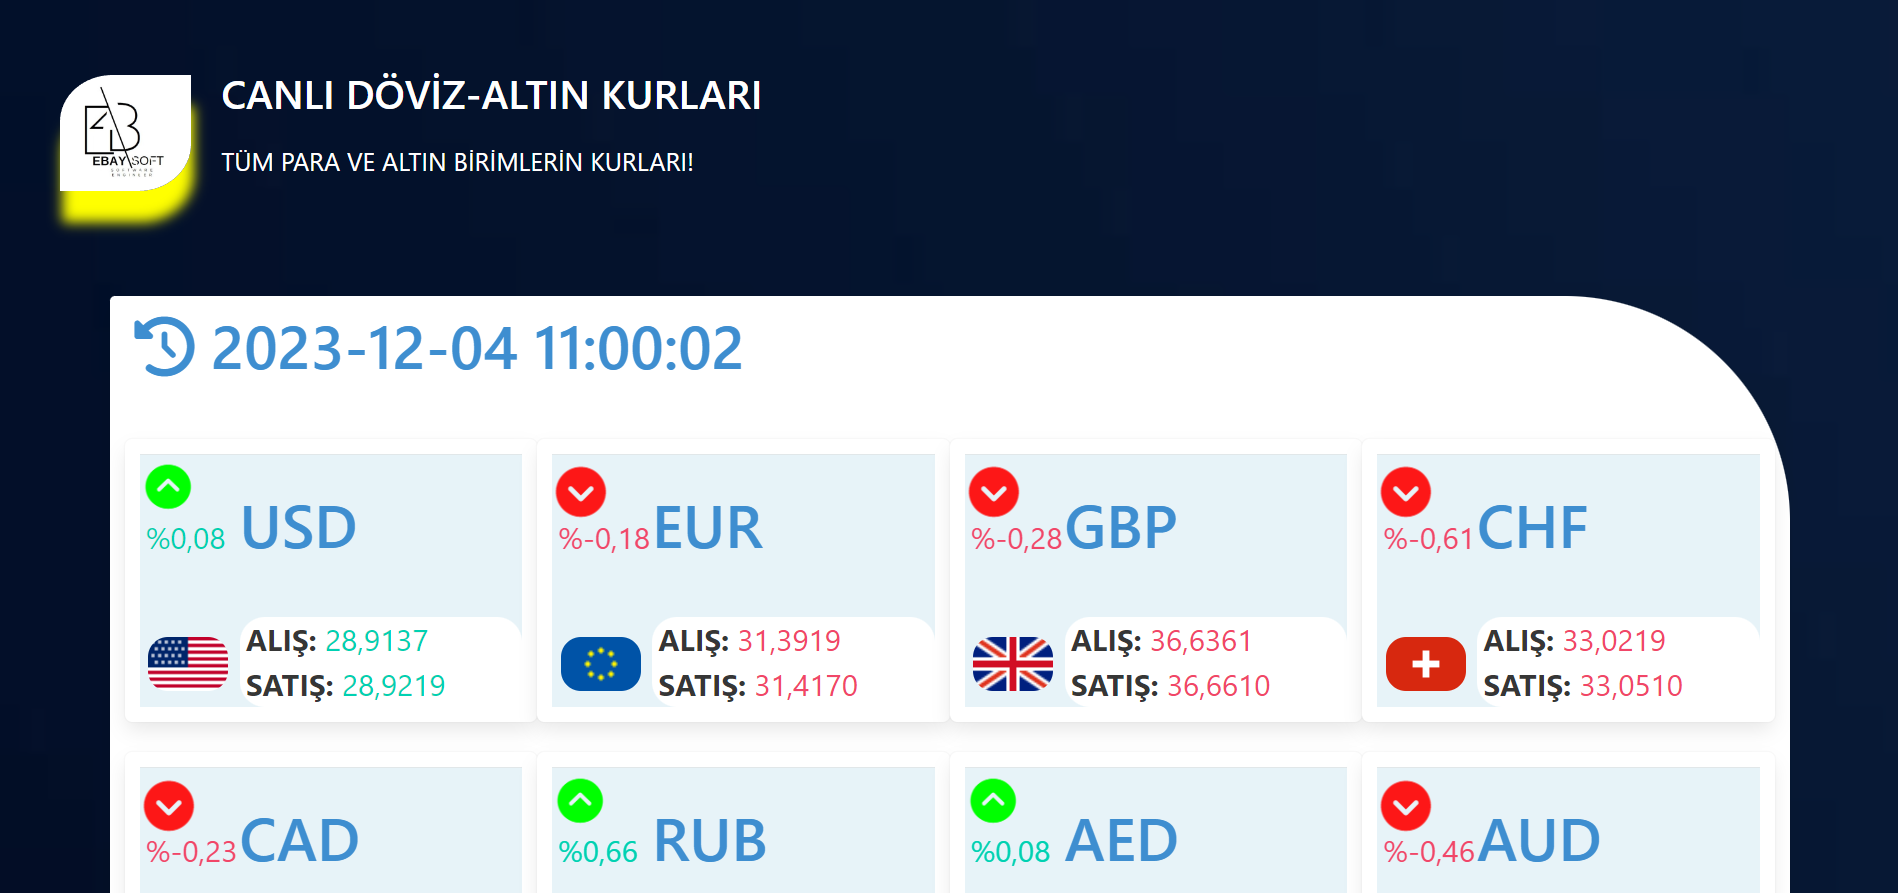 CANLI DÖVİZ-ALTIN KURLARI
TÜM PARA VE ALTIN BİRİMLERİN KURLARI!
EBAY SOFT
SOFTWARE
ENGINEER
2023-12-04 11:00:02
%0,08 USD
ALIŞ: 28,9137
SATIŞ: 28,9219
%-0,18 EUR
ALIŞ: 31,3919
SATIŞ: 31,4170
%-0,28 GBP
ALIŞ: 36,6361
SATIŞ: 36,6610
%-0,61 CHF
ALIŞ: 33,0219
SATIŞ: 33,0510
%-0,23 CAD
%0,66 RUB
%0,08 AED
%-0,46 AUD